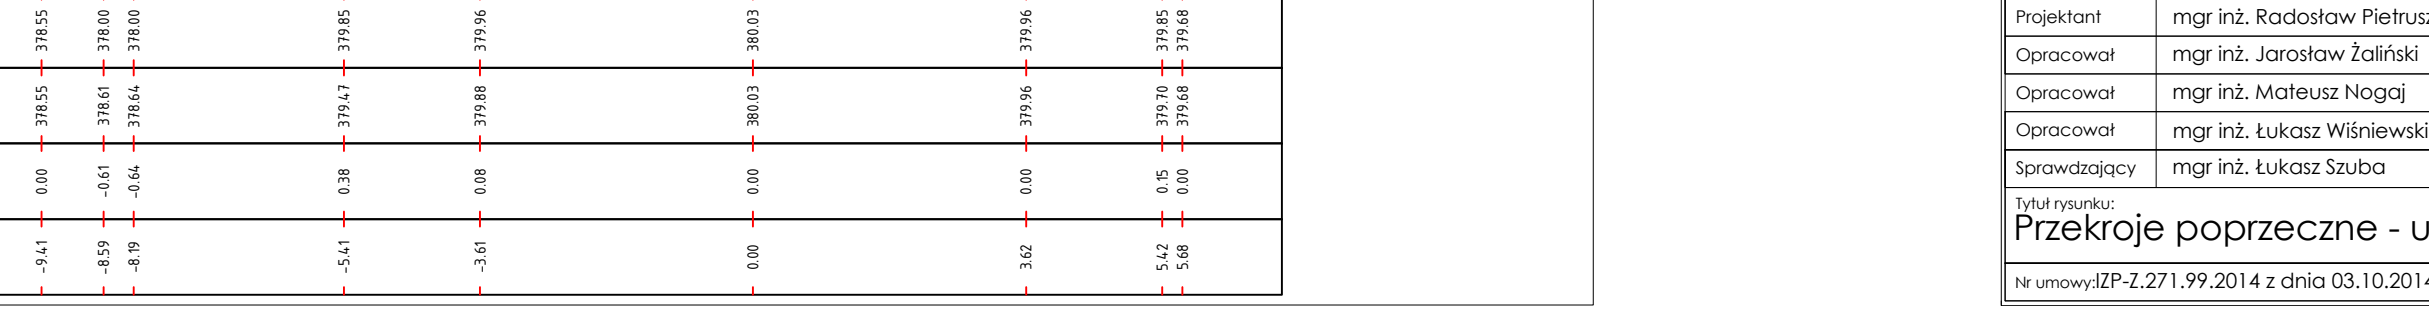 378.55 378.00 378.00 379.85 379.96 380.03 379.96 379.85 379.68
378.55 378.61 378.64 379.47 379.88 380.03 379.96 379.70 379.68
0.00 -0.61 -0.64 0.38 0.08 0.00 0.00 0.15 0.00
-9.41 -8.59 -8.19 -5.41 -3.61 0.00 3.62 5.42 5.68
Projektant mgr inż. Radosław Pietrusz
Opracował mgr inż. Jarosław Żaliński
Opracował mgr inż. Mateusz Nogaj
Opracował mgr inż. Łukasz Wiśniewski
Sprawdzający mgr inż. Łukasz Szuba
Tytuł rysunku:
Przekroje poprzeczne - u
Nr umowy:IZP-Z.271.99.2014 z dnia 03.10.2014